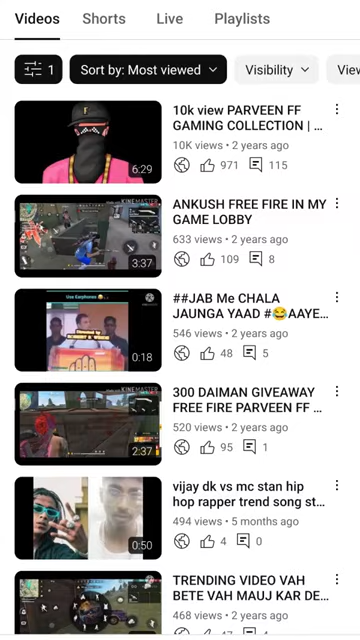 Videos Shorts Live Playlists
1 Sort by: Most viewed Visibility View
10k view PARVEEN FF
GAMING COLLECTION | ...
10K views • 2 years ago
971 115
6:29
ANKUSH FREE FIRE IN MY
GAME LOBBY
633 views • 2 years ago
109 8
KINEMASTER
3:37
##JAB Me CHALA
JAUNGA YAAD #😂AAYE...
546 views • 2 years ago
48 5
Use Earphones
0:18
300 DAIMAN GIVEAWAY
FREE FIRE PARVEEN FF ...
520 views • 2 years ago
95 1
KINEMASTER
2:37
vijay dk vs mc stan hip
hop rapper trend song st...
494 views • 5 months ago
4 0
0:50
TRENDING VIDEO VAH
BETE VAH MAUJ KAR DE...
468 views • 2 years ago